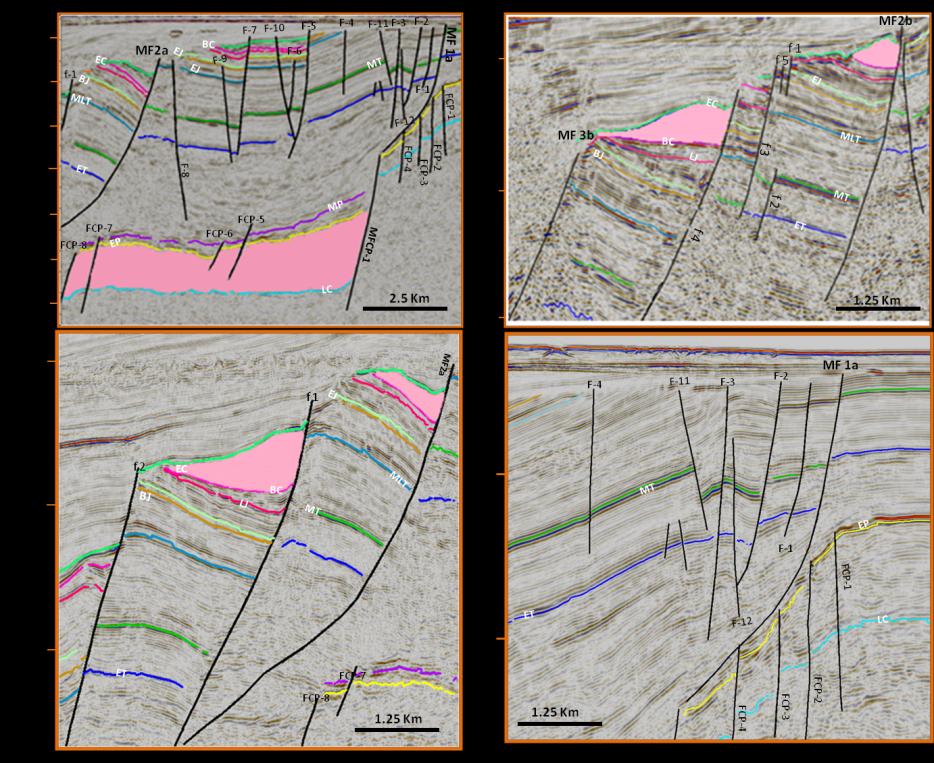 F-2
F-11 F-3
F-4
F-5
F-10
F-7
MF 1a
BC
EJ
MF2a
F-6
EC
EJ
F-9
MT
f-1
BJ
F-1
MLT
FCP-1
F-12
ET
F-8
FCP-4
FCP-3
FCP-2
MP
FCP-5
FCP-7
FCP-6
EP
FCP-8
MFCP-1
LC
2.5 Km
MF2b
f 1
f 5
EJ
EC
MLT
MF 3b
BC
BJ
LJ
f 3
MT
f 2
ET
f 4
1.25 Km
MF2a
f1
EJ
f2
EC
MLT
BJ
BC
LJ
MT
ET
FCP-7
FCP-8
1.25 Km
MF 1a
F-4
F-11
F-3
F-2
MT
EP
F-1
FCP-1
ET
F-12
LC
FCP-2
FCP-3
FCP-4
1.25 Km